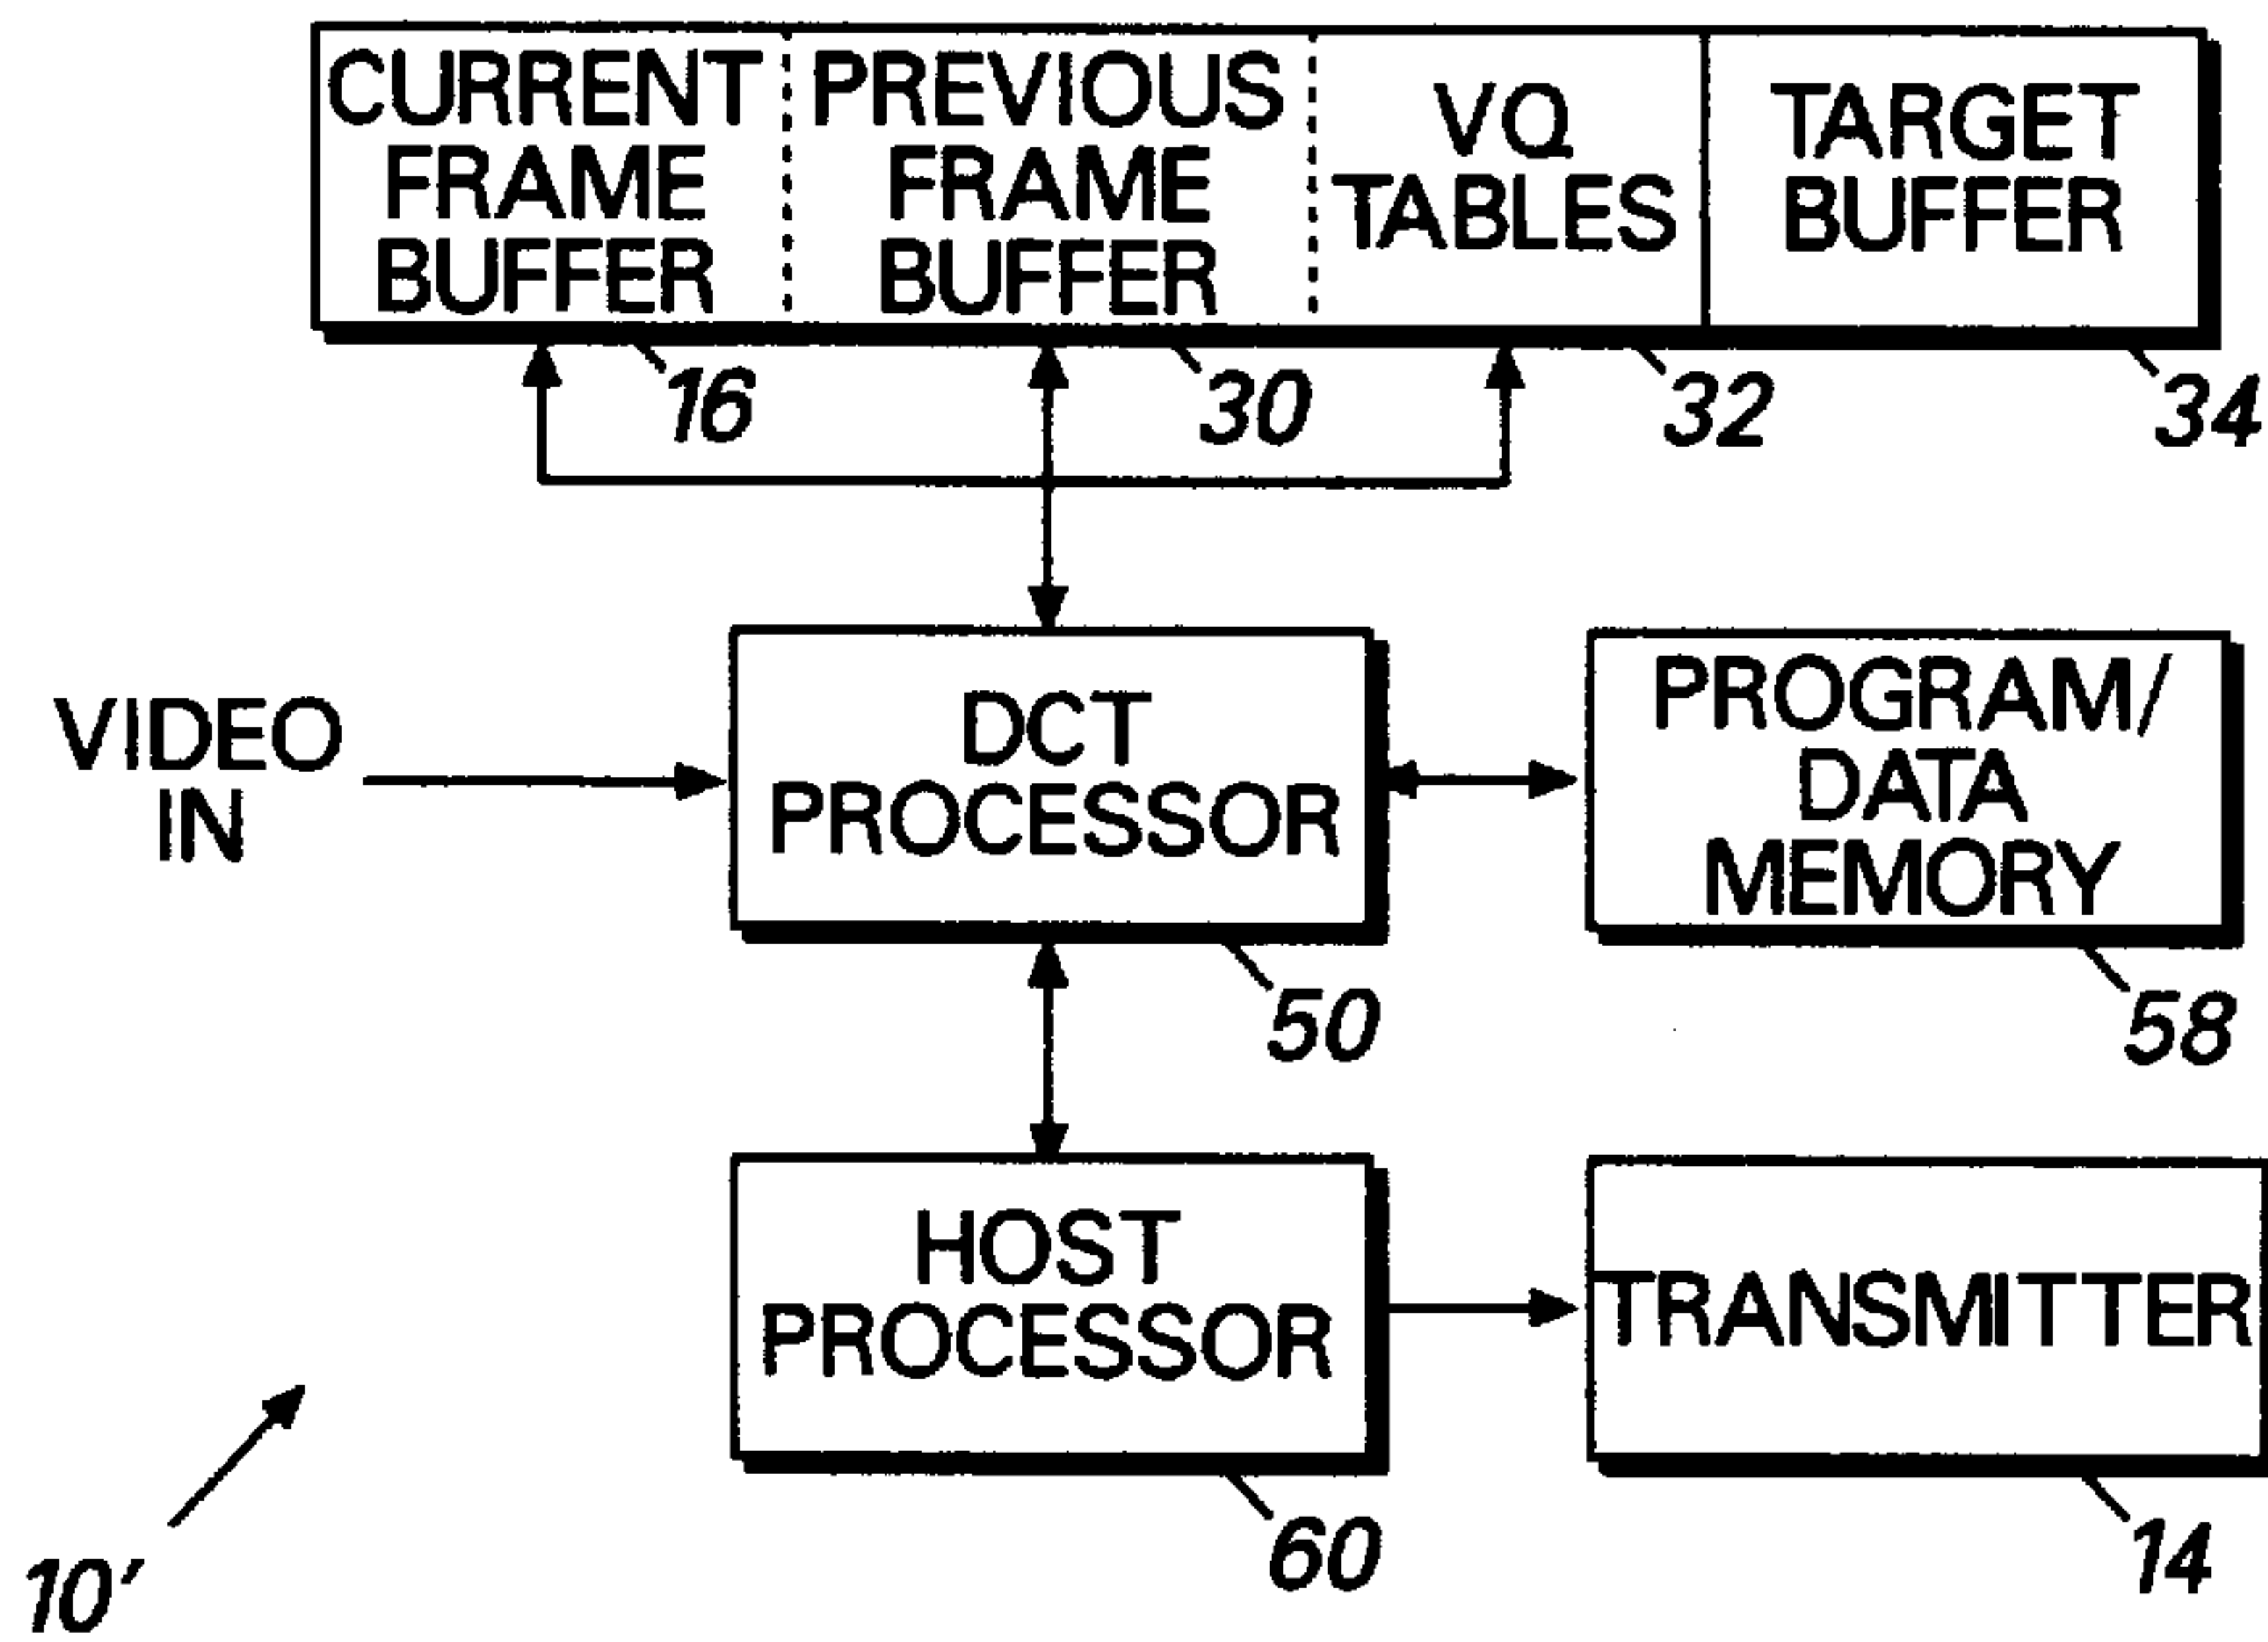 CURRENT
FRAME
BUFFER
PREVIOUS
FRAME
BUFFER
VQ
TABLES
TARGET
BUFFER
16
30
32
34
VIDEO
IN
DCT
PROCESSOR
PROGRAM/
DATA
MEMORY
50
58
HOST
PROCESSOR
TRANSMITTER
60
14
10'